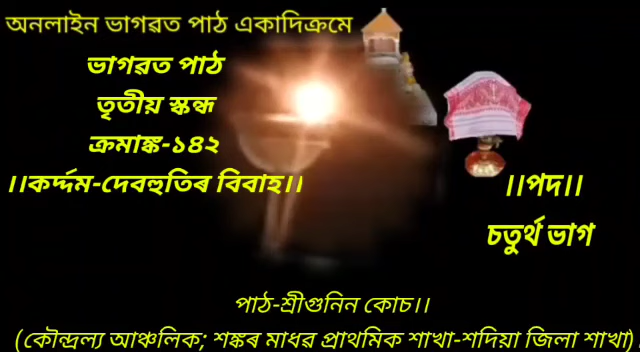 অনলাইন ভাগৱত পাঠ একাদিক্ৰমে
ভাগৱত পাঠ
তৃতীয় স্কন্ধ
ক্ৰমাঙ্ক-১৪২
।।কৰ্দ্দম-দেবহুতিৰ বিবাহ।।
।।পদ।।
চতুৰ্থ ভাগ
পাঠ-শ্ৰীগুনিন কোচ।।
(কৌন্দ্ৰল্য আঞ্চলিক; শঙ্কৰ মাধৱ প্ৰাথমিক শাখা-শদিয়া জিলা শাখা)